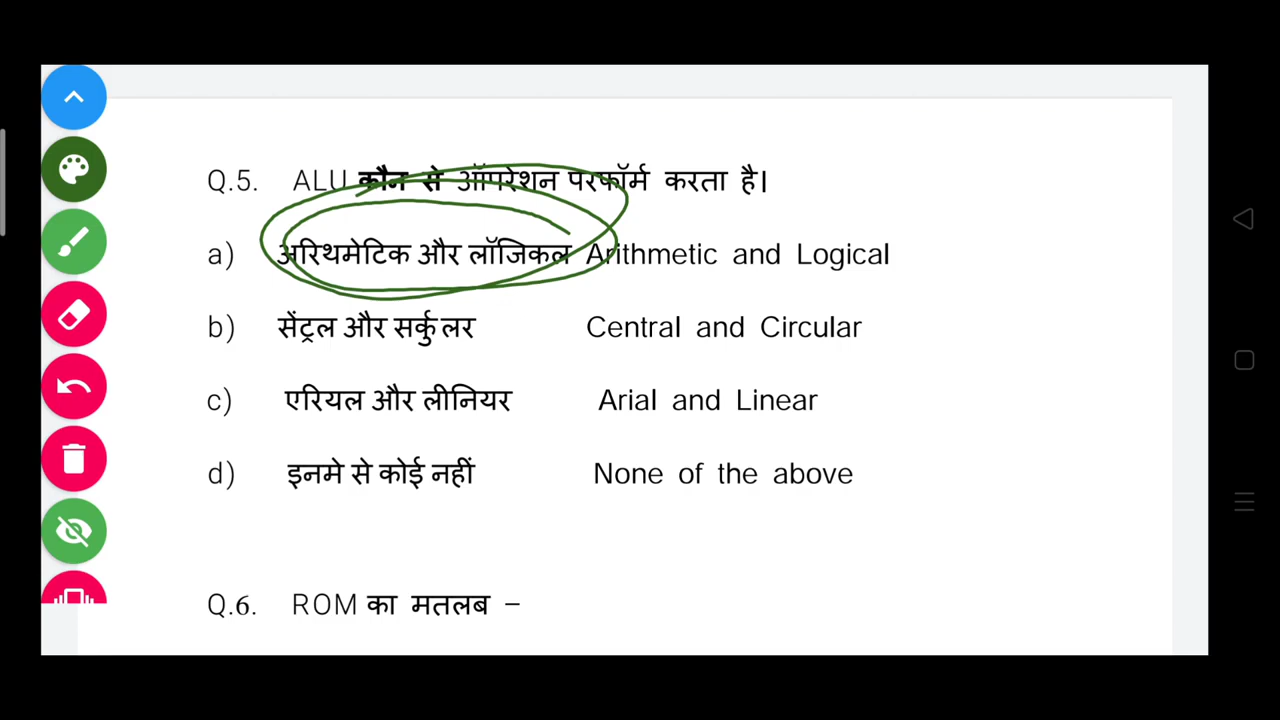 Q.5. ALU कौन से ऑपरेशन परफॉर्म करता है।
a) अरिथमेटिक और लॉजिकल Arithmetic and Logical
b) सेंट्रल और सर्कुलर Central and Circular
c) एरियल और लीनियर Arial and Linear
d) इनमे से कोई नहीं None of the above
Q.6. ROM का मतलब –